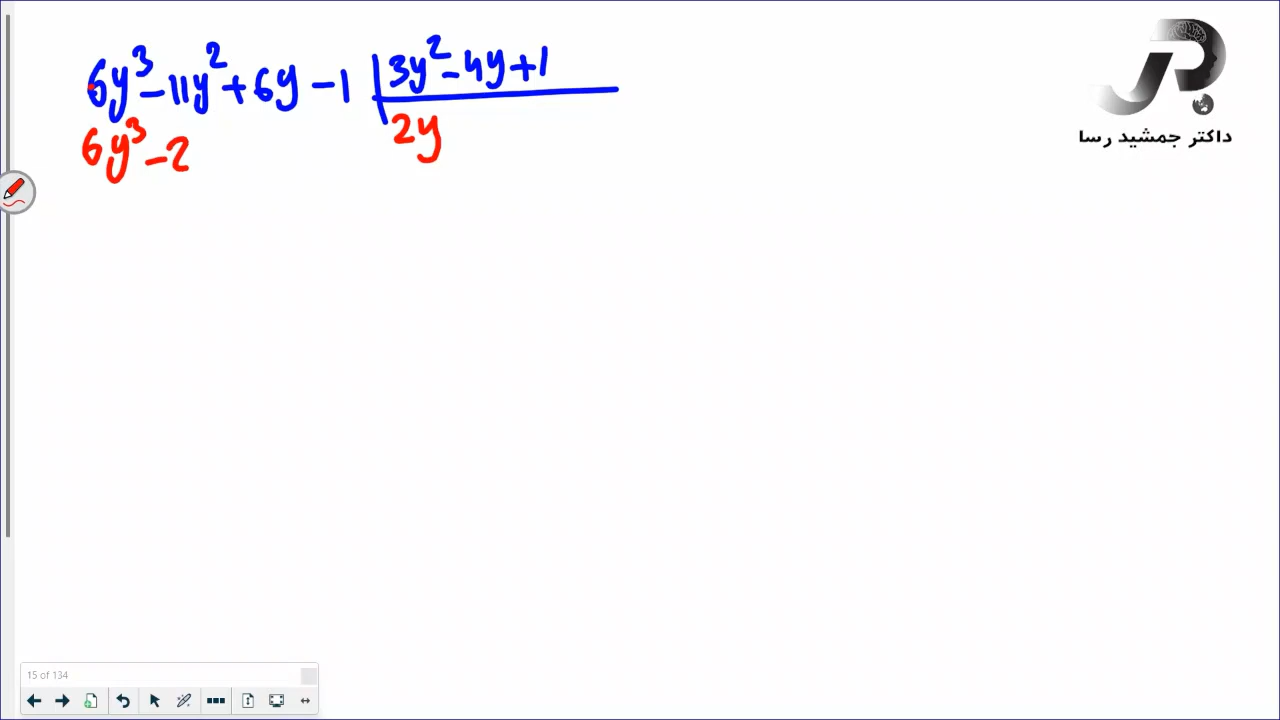 6y³ - 11y² + 6y - 1 | 3y² - 4y + 1
6y³ - 2
2y
داکتر جمشید رسا
15 of 134